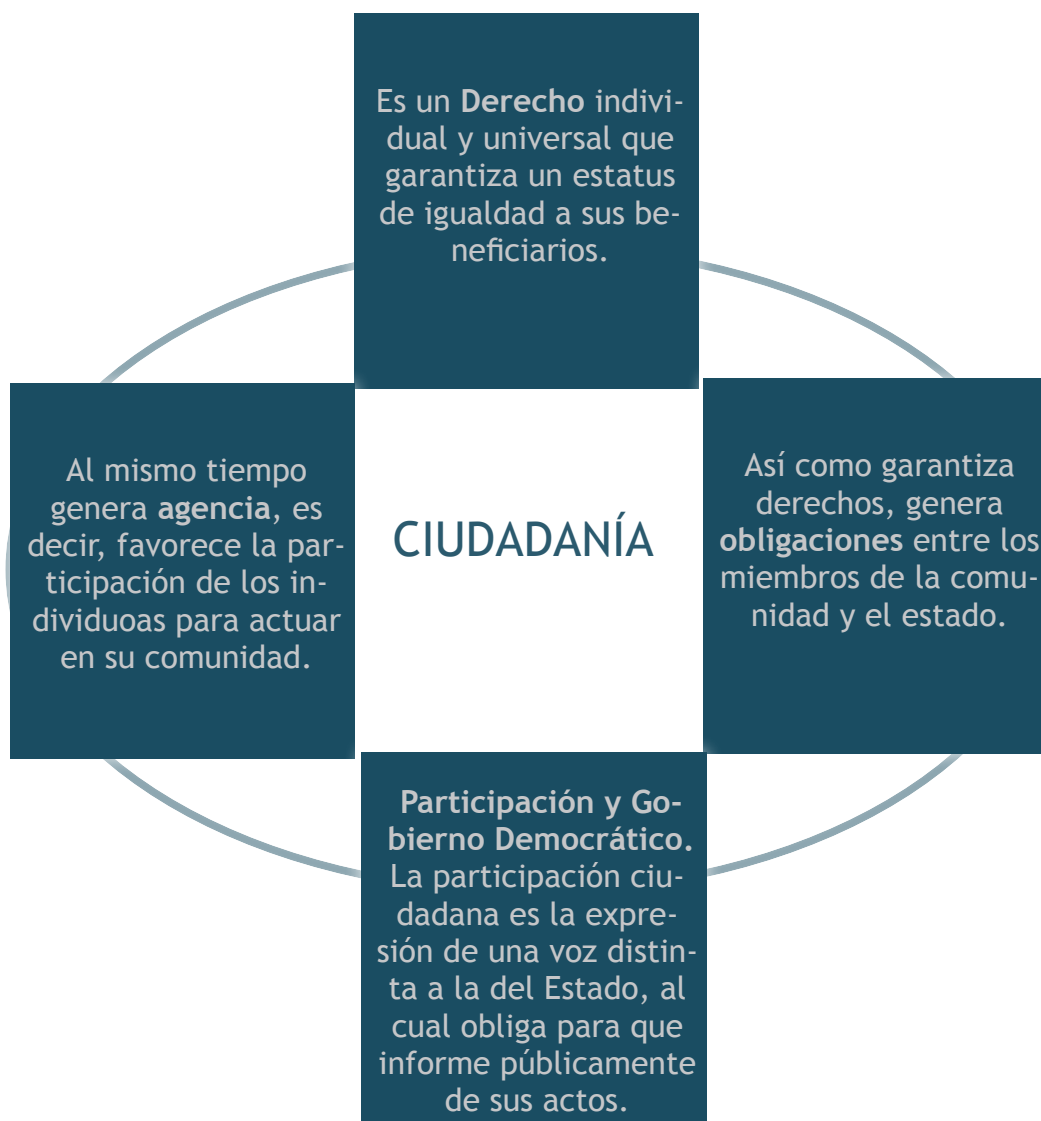 Es un Derecho indivi-
dual y universal que
garantiza un estatus
de igualdad a sus be-
neficiarios.
Al mismo tiempo
genera agencia, es
decir, favorece la par-
ticipación de los in-
dividuoas para actuar
en su comunidad.
CIUDADANÍA
Así como garantiza
derechos, genera
obligaciones entre los
miembros de la comu-
nidad y el estado.
Participación y Go-
bierno Democrático.
La participación ciu-
dadana es la expre-
sión de una voz distin-
ta a la del Estado, al
cual obliga para que
informe públicamente
de sus actos.